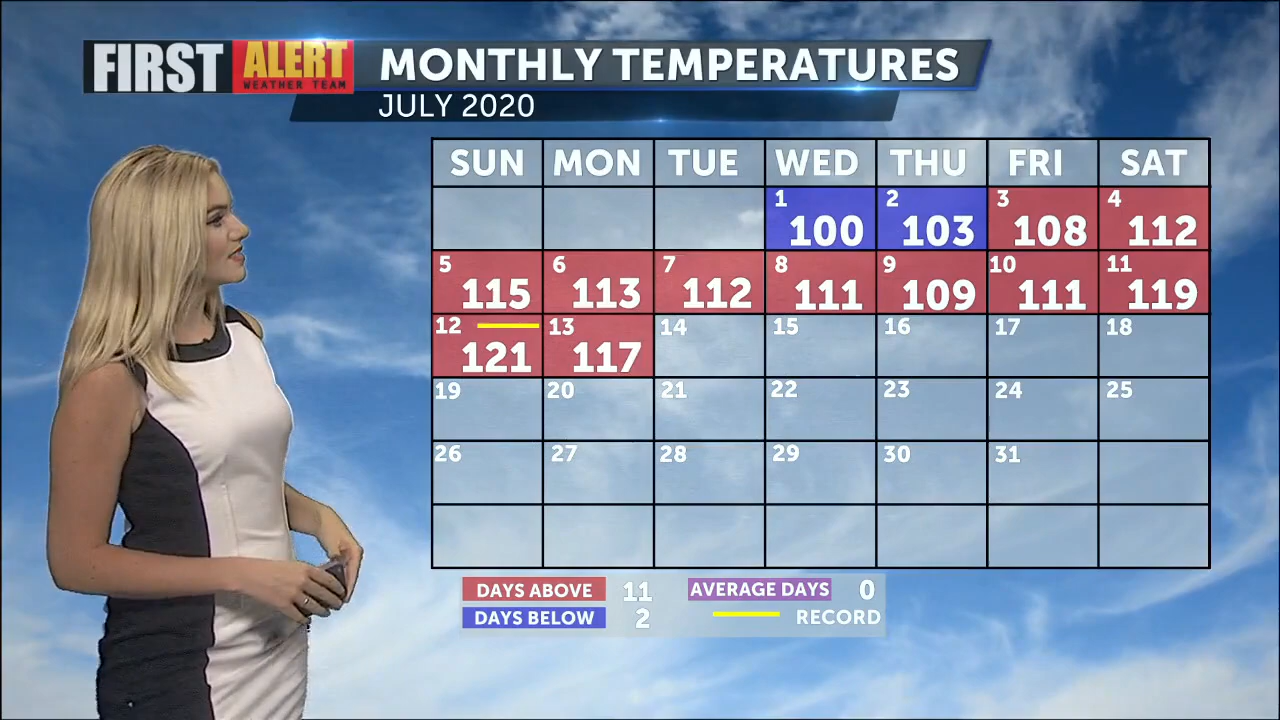 FIRST ALERT
WEATHER TEAM
MONTHLY TEMPERATURES
JULY 2020
SUN MON TUE WED THU FRI SAT
1 2 3 4
100 103 108 112
5 6 7 8 9 10 11
115 113 112 111 109 111 119
12 13 14 15 16 17 18
121 117
19 20 21 22 23 24 25
26 27 28 29 30 31
DAYS ABOVE 11 AVERAGE DAYS 0
DAYS BELOW 2 RECORD